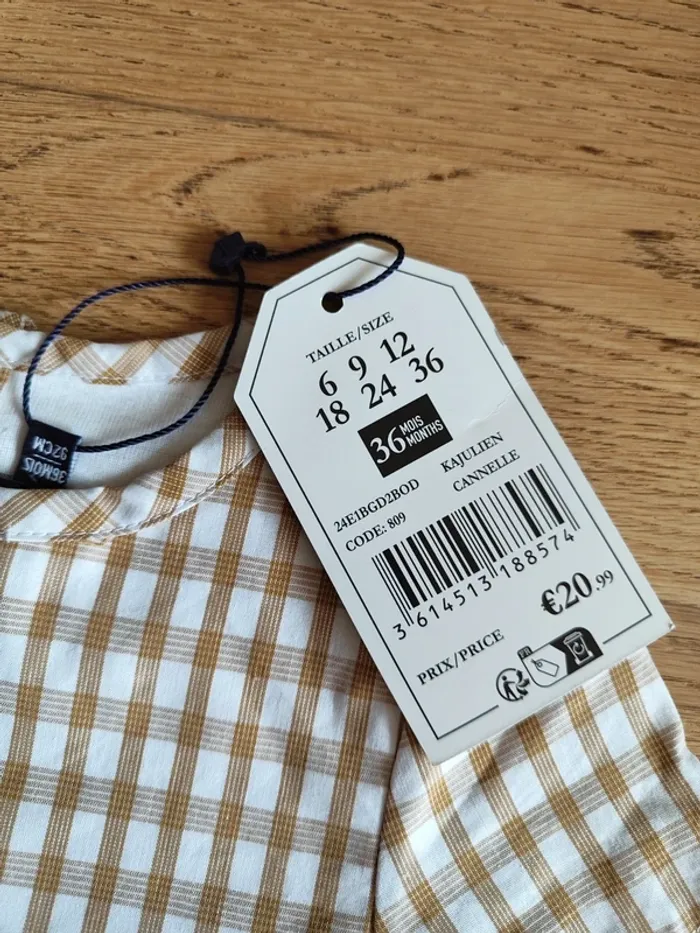 TAILLE/SIZE
6 9 12
18 24 36
36 MOIS
MONTHS
24E1BGD2BOD KAJULIEN
CODE: 809 CANNELLE
3 614513 188574
PRIX/PRICE €20.99
FR
36MOIS
92CM